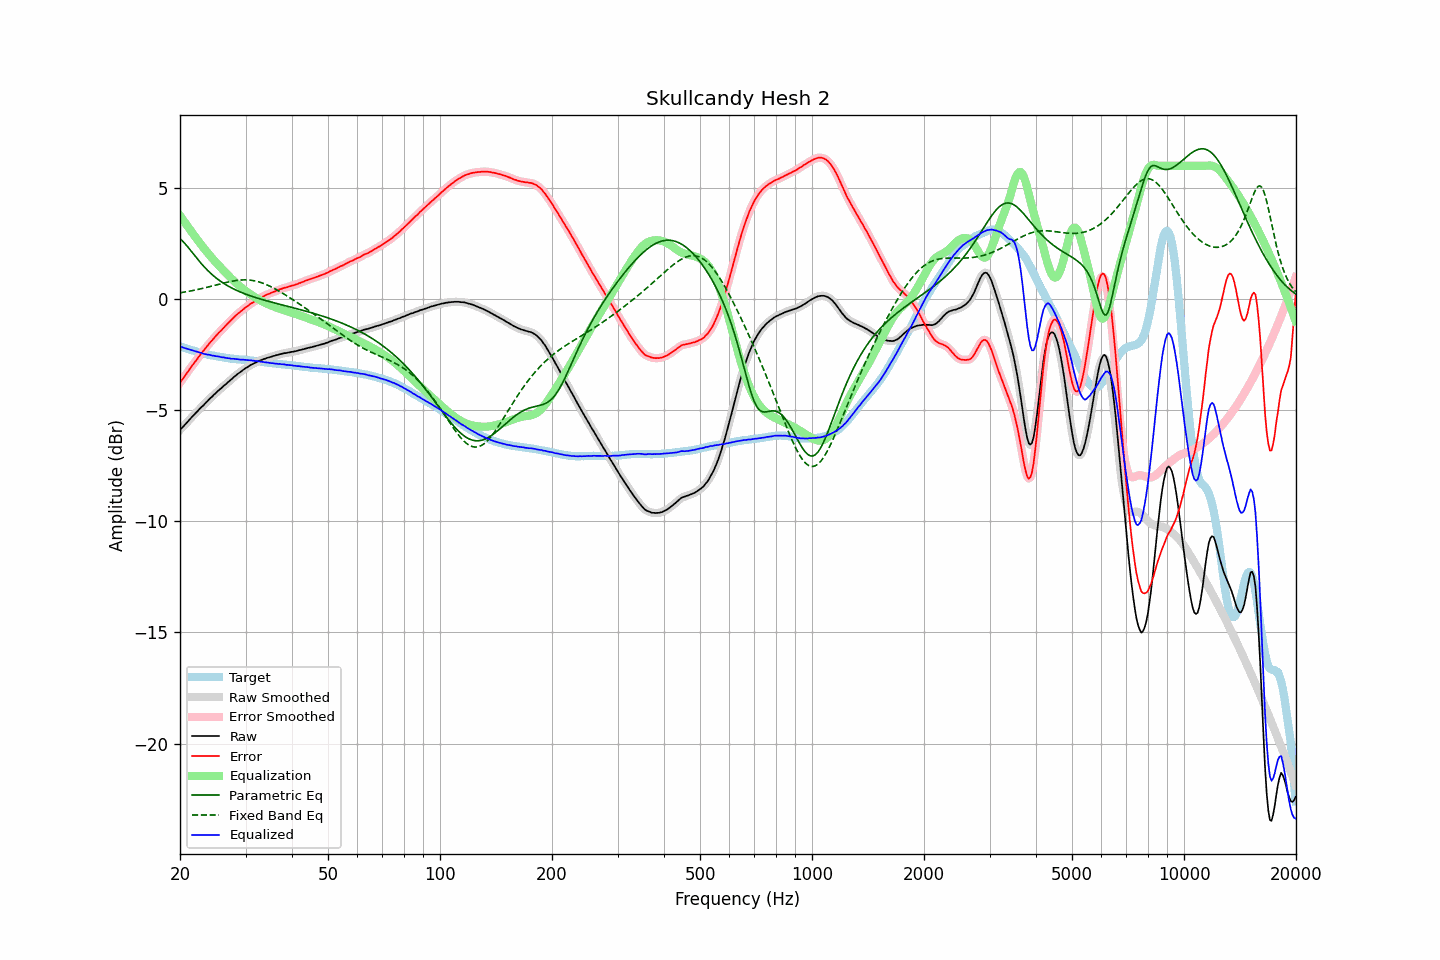 Skullcandy Hesh 2
Amplitude (dBr)
5
0
−5
−10
−15
−20
Target
Raw Smoothed
Error Smoothed
Raw
Error
Equalization
Parametric Eq
Fixed Band Eq
Equalized
20 50 100 200 500 1000 2000 5000 10000 20000
Frequency (Hz)